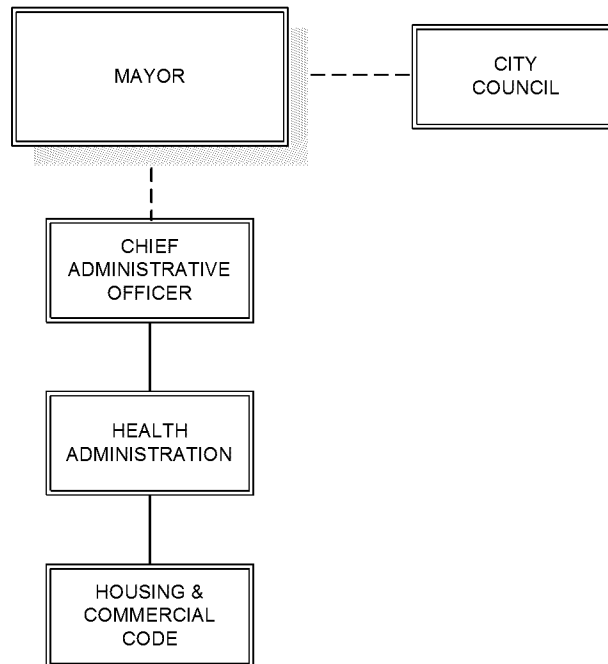 MAYOR
CITY
COUNCIL
CHIEF
ADMINISTRATIVE
OFFICER
HEALTH
ADMINISTRATION
HOUSING &
COMMERCIAL
CODE